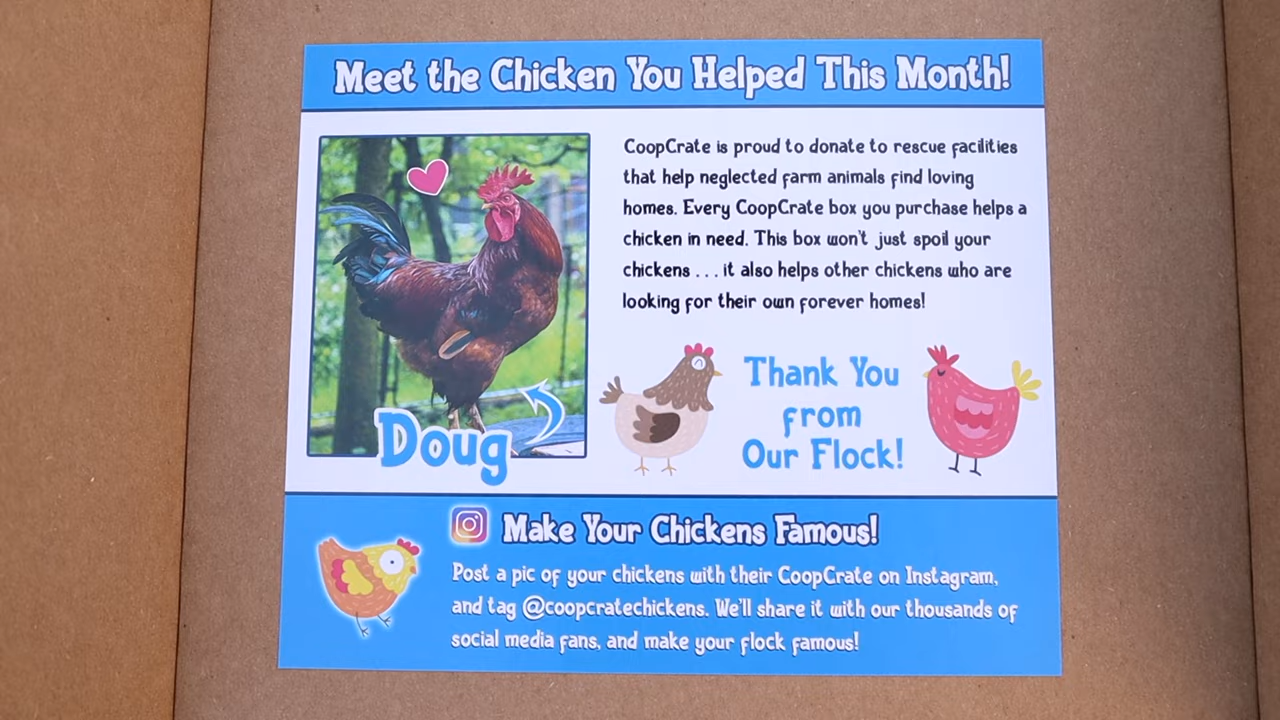 Meet the Chicken You Helped This Month!
CoopCrate is proud to donate to rescue facilities
that help neglected farm animals find loving
homes. Every CoopCrate box you purchase helps a
chicken in need. This box won't just spoil your
chickens . . . it also helps other chickens who are
looking for their own forever homes!
Doug
Thank You
from
Our Flock!
Make Your Chickens Famous!
Post a pic of your chickens with their CoopCrate on Instagram,
and tag @coopcratechickens. We'll share it with our thousands of
social media fans, and make your flock famous!